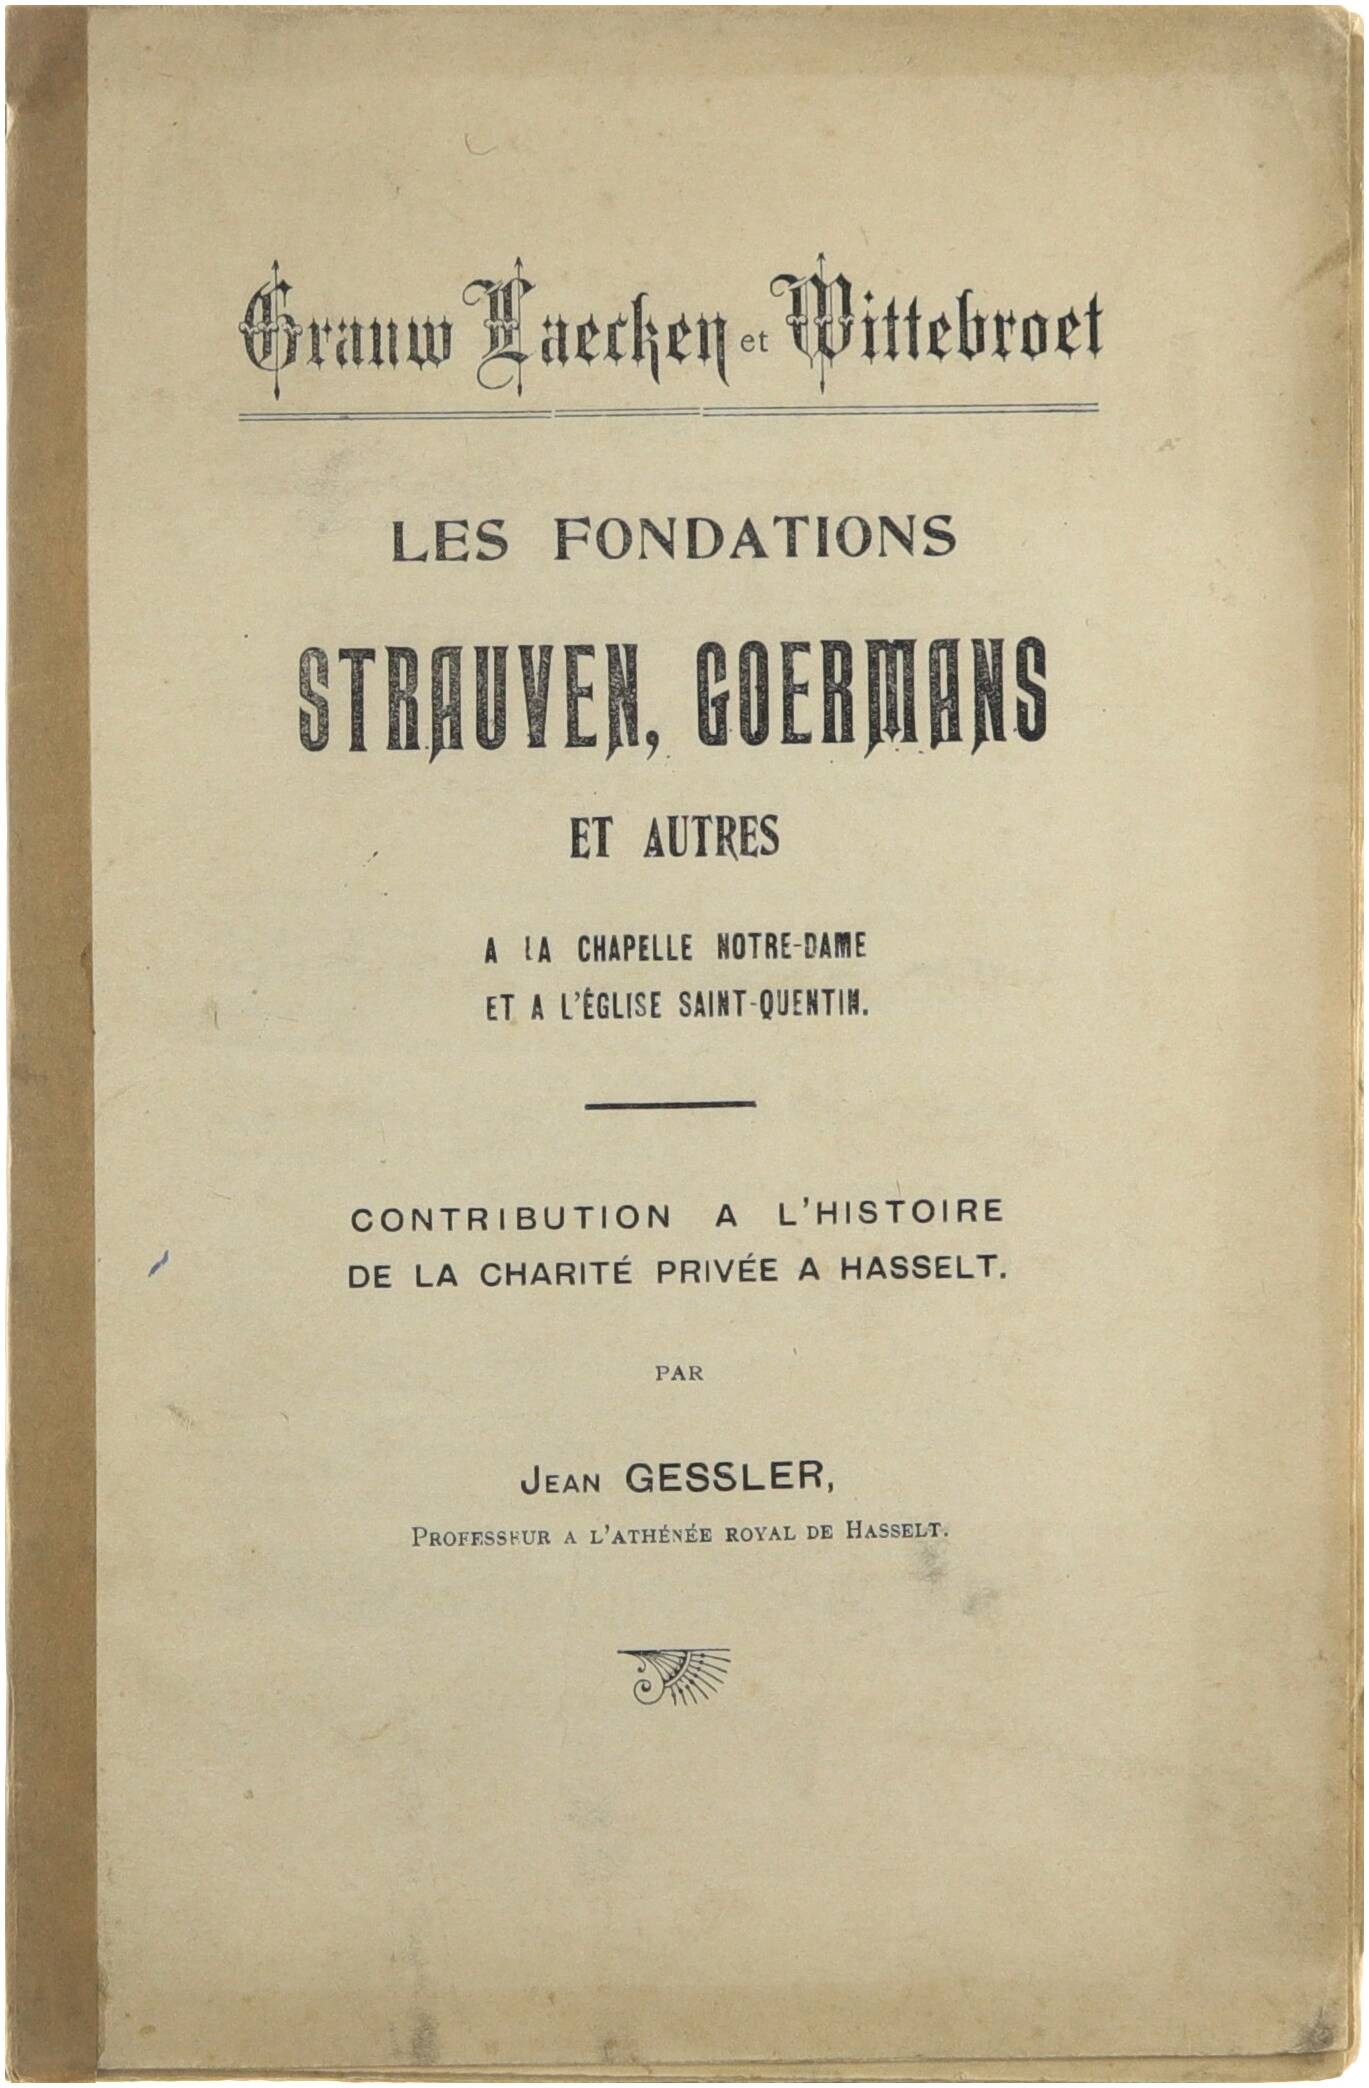 Grauw Laecken et Wittebroet
LES FONDATIONS
STRAUVEN, GOERMANS
ET AUTRES
A LA CHAPELLE NOTRE-DAME
ET A L'ÉGLISE SAINT-QUENTIN.
CONTRIBUTION A L'HISTOIRE
DE LA CHARITÉ PRIVÉE A HASSELT.
PAR
JEAN GESSLER,
PROFESSEUR A L'ATHÉNÉE ROYAL DE HASSELT.